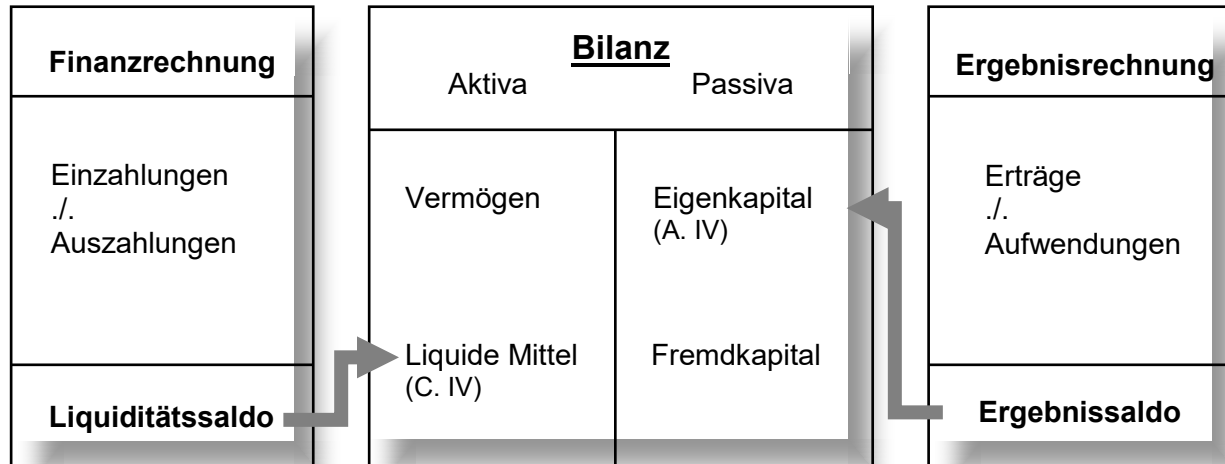 Finanzrechnung
Einzahlungen
./.
Auszahlungen
Liquiditätssaldo
Bilanz
Aktiva Passiva
Vermögen
Liquide Mittel
(C. IV)
Eigenkapital
(A. IV)
Fremdkapital
Ergebnisrechnung
Erträge
./.
Aufwendungen
Ergebnissaldo